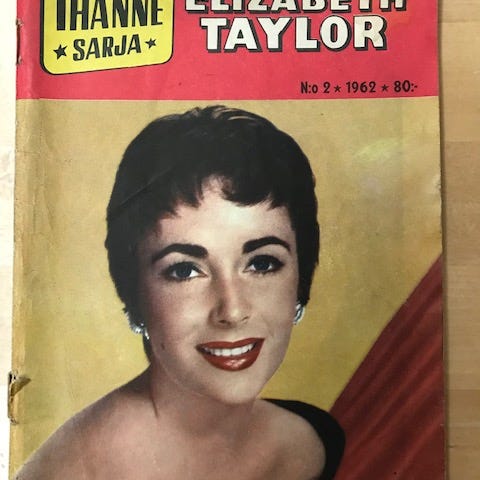 IHANNE
★ SARJA ★
ELIZABETH
TAYLOR
N:o 2 ★ 1962 ★ 80:-